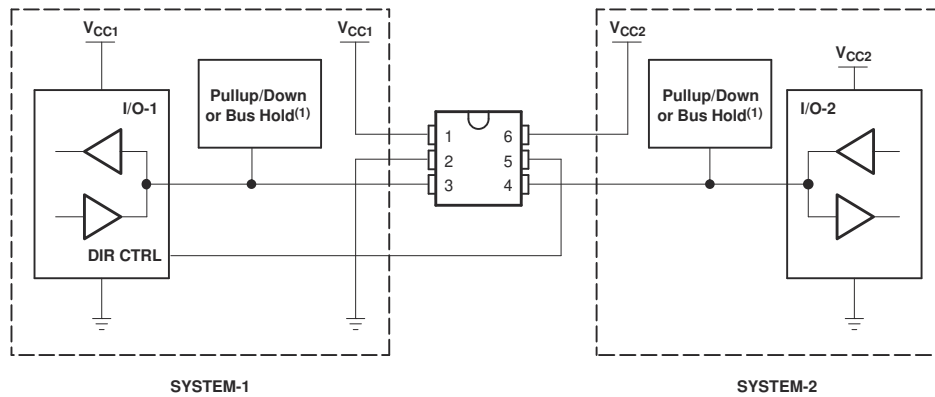 VCC1
VCC1
VCC2
VCC2
I/O-1
Pullup/Down
or Bus Hold(1)
Pullup/Down
or Bus Hold(1)
I/O-2
1
6
2
5
3
4
DIR CTRL
SYSTEM-1
SYSTEM-2